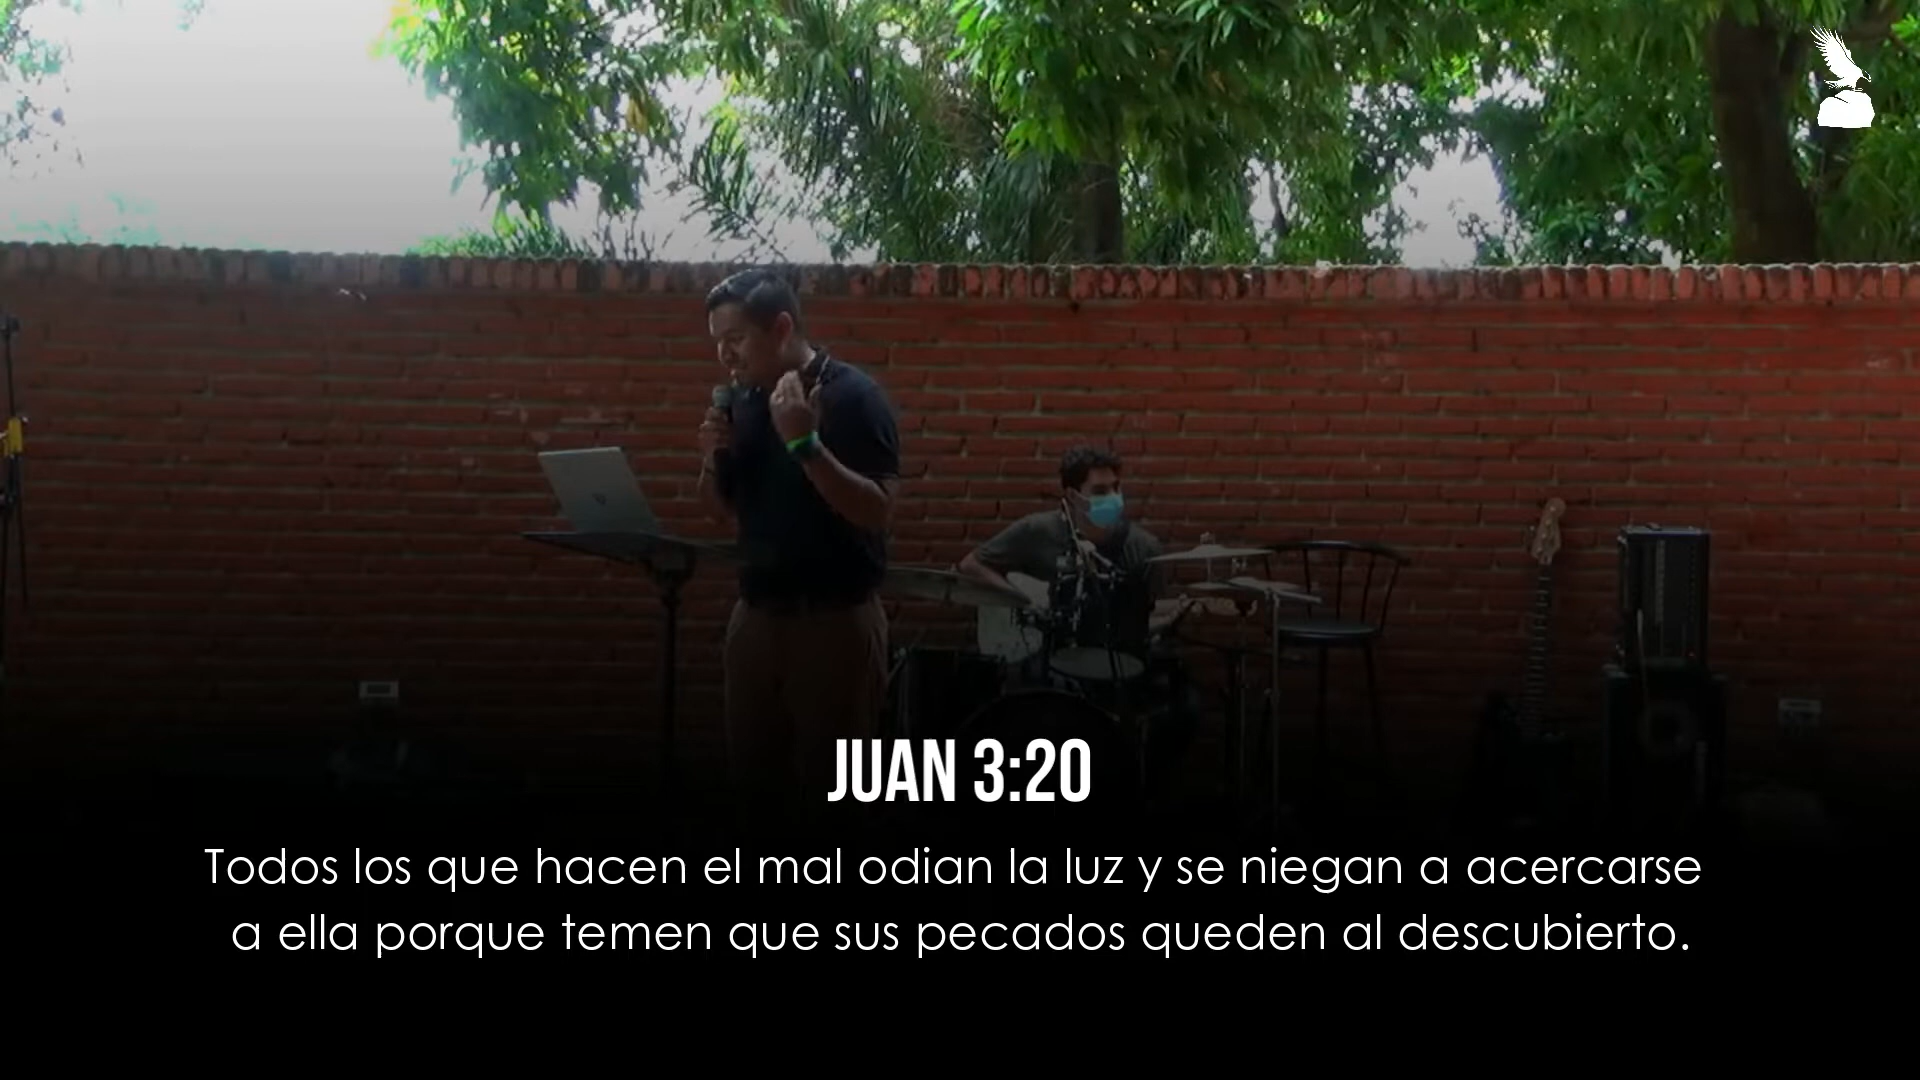 JUAN 3:20
Todos los que hacen el mal odian la luz y se niegan a acercarse
a ella porque temen que sus pecados queden al descubierto.